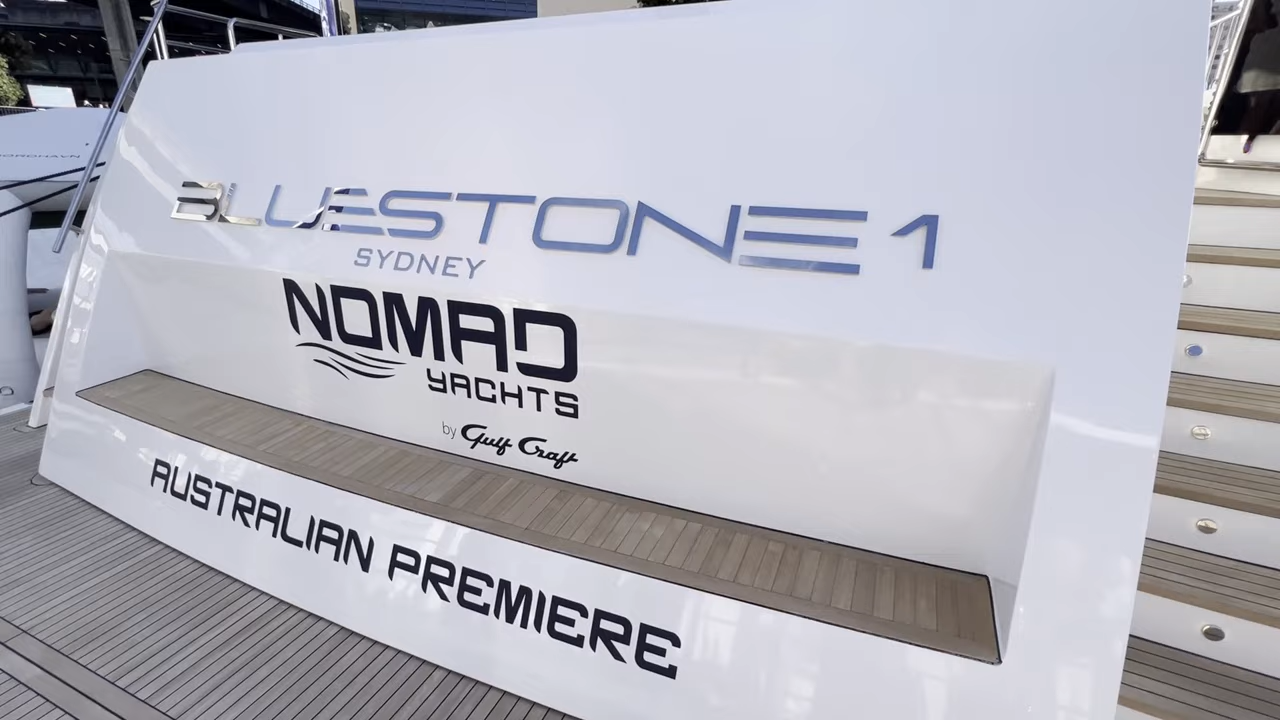 BLUESTONE 1
SYDNEY
NOMAD
YACHTS
by Gulf Craft
AUSTRALIAN PREMIERE